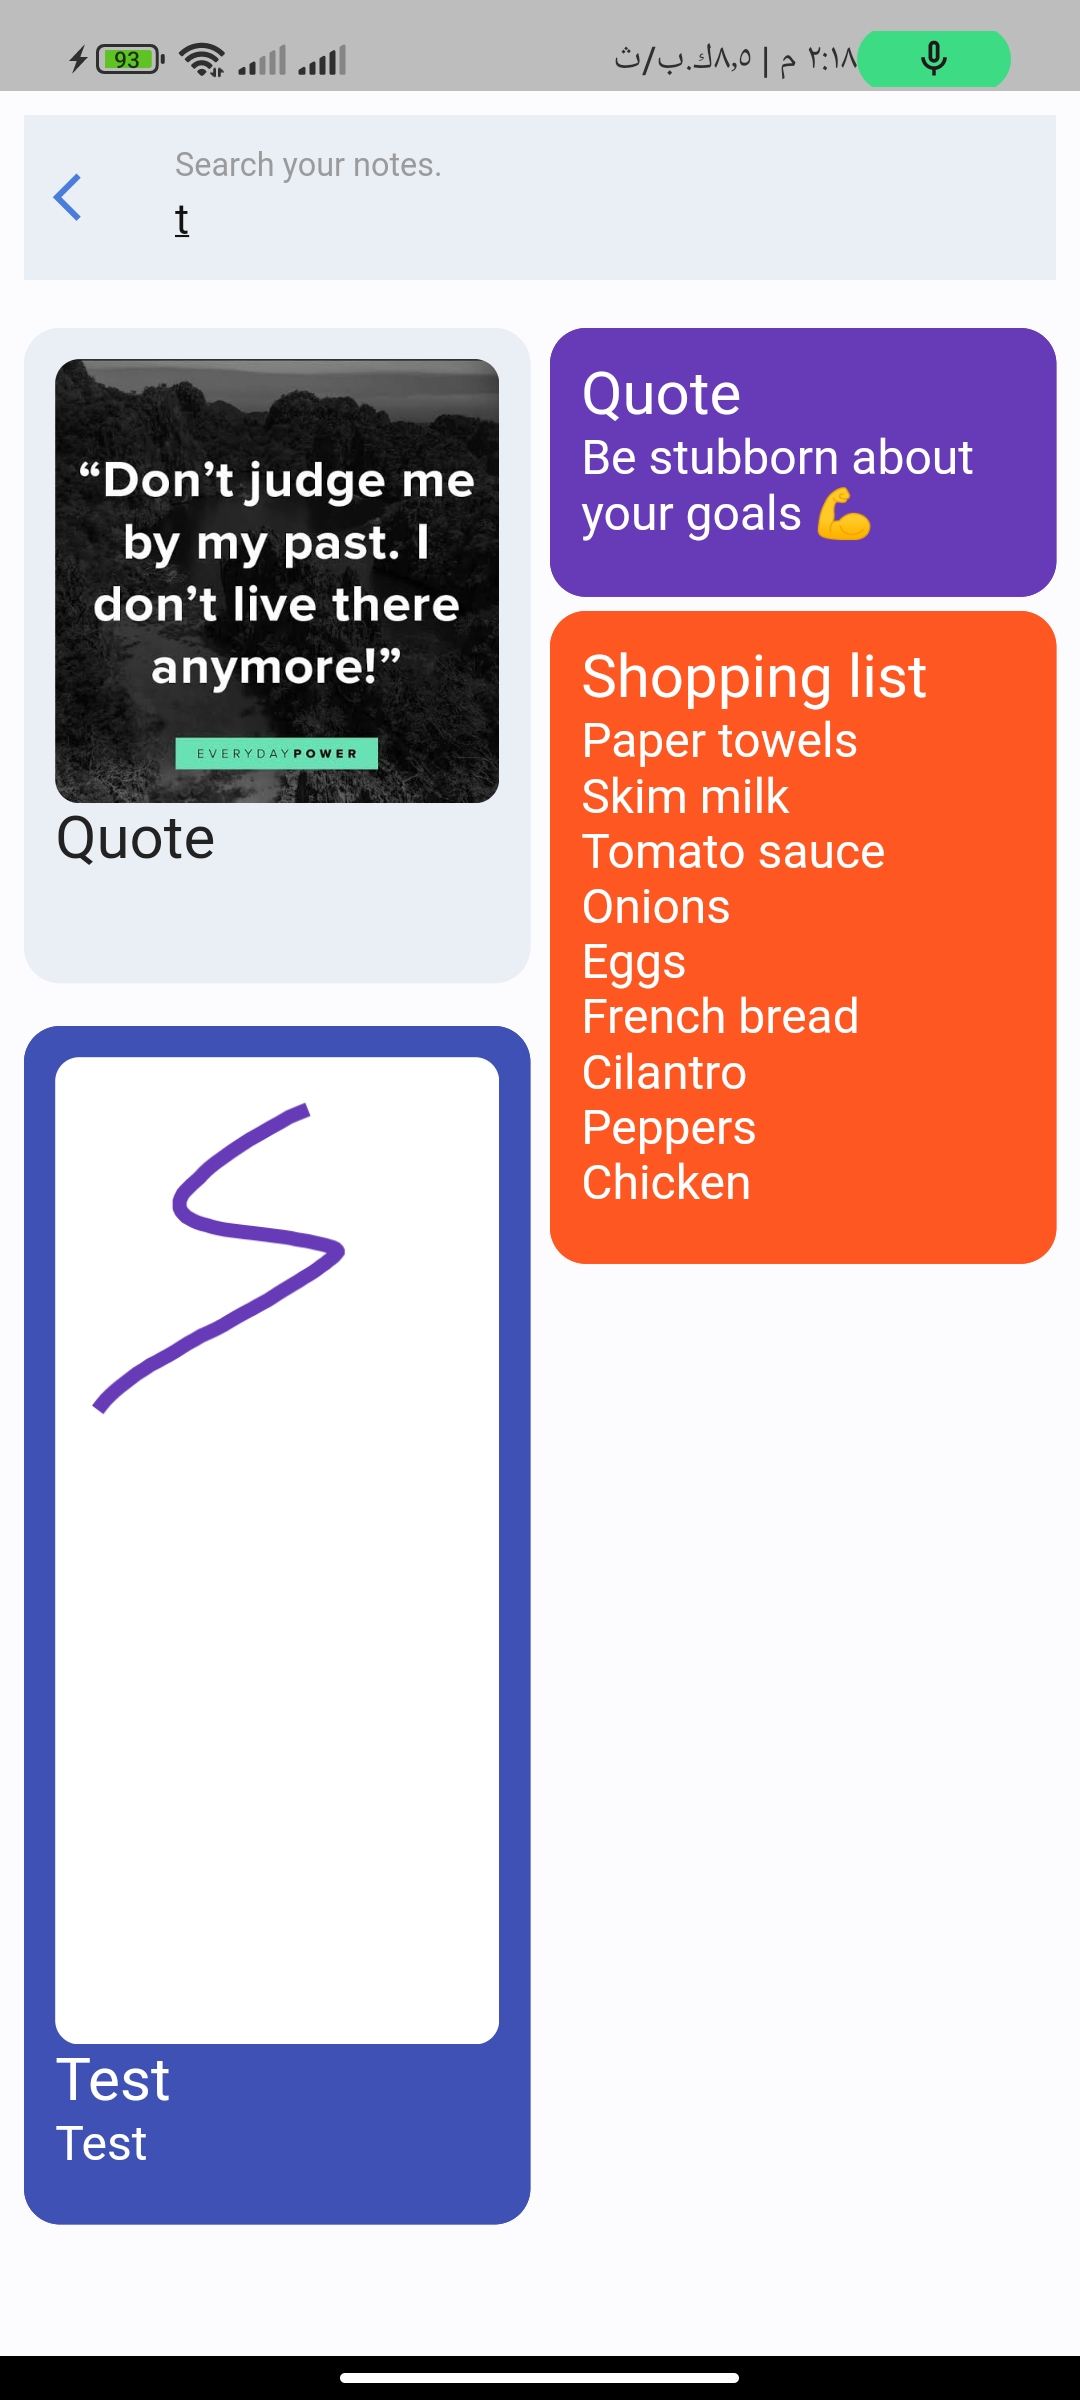 93
٨٫٥ك.ب/ث | ٢:١٨ م
Search your notes.
t
“Don’t judge me
by my past. I
don’t live there
anymore!”
EVERYDAYPOWER
Quote
Quote
Be stubborn about
your goals 💪
Shopping list
Paper towels
Skim milk
Tomato sauce
Onions
Eggs
French bread
Cilantro
Peppers
Chicken
Test
Test